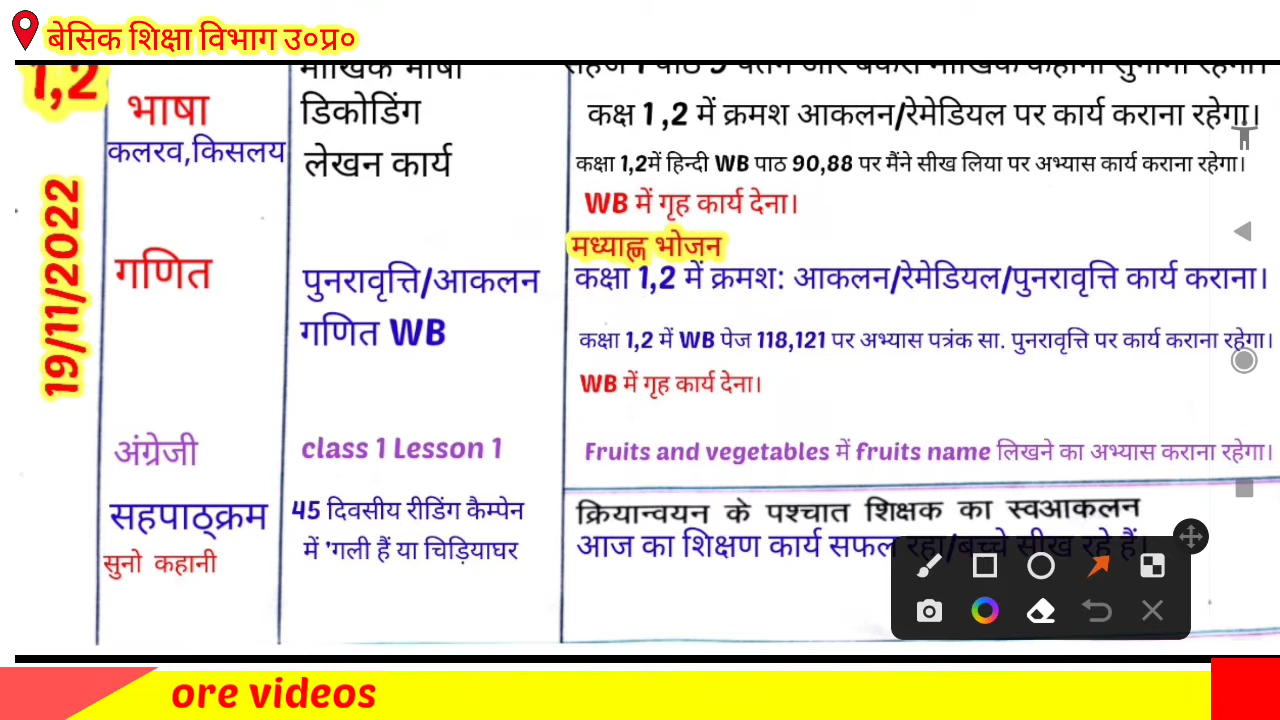 बेसिक शिक्षा विभाग उ०प्र०
1,2
19/11/2022
भाषा
कलरव,किसलय
मौखिक भाषा
डिकोडिंग
लेखन कार्य
कक्ष 1,2 में क्रमश आकलन/रेमेडियल पर कार्य कराना रहेगा।
कक्षा 1,2में हिन्दी WB पाठ 90,88 पर मैंने सीख लिया पर अभ्यास कार्य कराना रहेगा।
WB में गृह कार्य देना।
मध्याह्न भोजन
गणित
पुनरावृत्ति/आकलन
गणित WB
कक्षा 1,2 में क्रमश: आकलन/रेमेडियल/पुनरावृत्ति कार्य कराना।
कक्षा 1,2 में WB पेज 118,121 पर अभ्यास पत्रंक सा. पुनरावृत्ति पर कार्य कराना रहेगा।
WB में गृह कार्य देना।
अंग्रेजी
class 1 Lesson 1
Fruits and vegetables में fruits name लिखने का अभ्यास कराना रहेगा।
सहपाठ्क्रम
सुनो कहानी
45 दिवसीय रीडिंग कैम्पेन
में 'गली हैं या चिड़ियाघर
क्रियान्वयन के पश्चात शिक्षक का स्वआकलन
आज का शिक्षण कार्य सफल रहा/बच्चे सीख रहे हैं।
ore videos